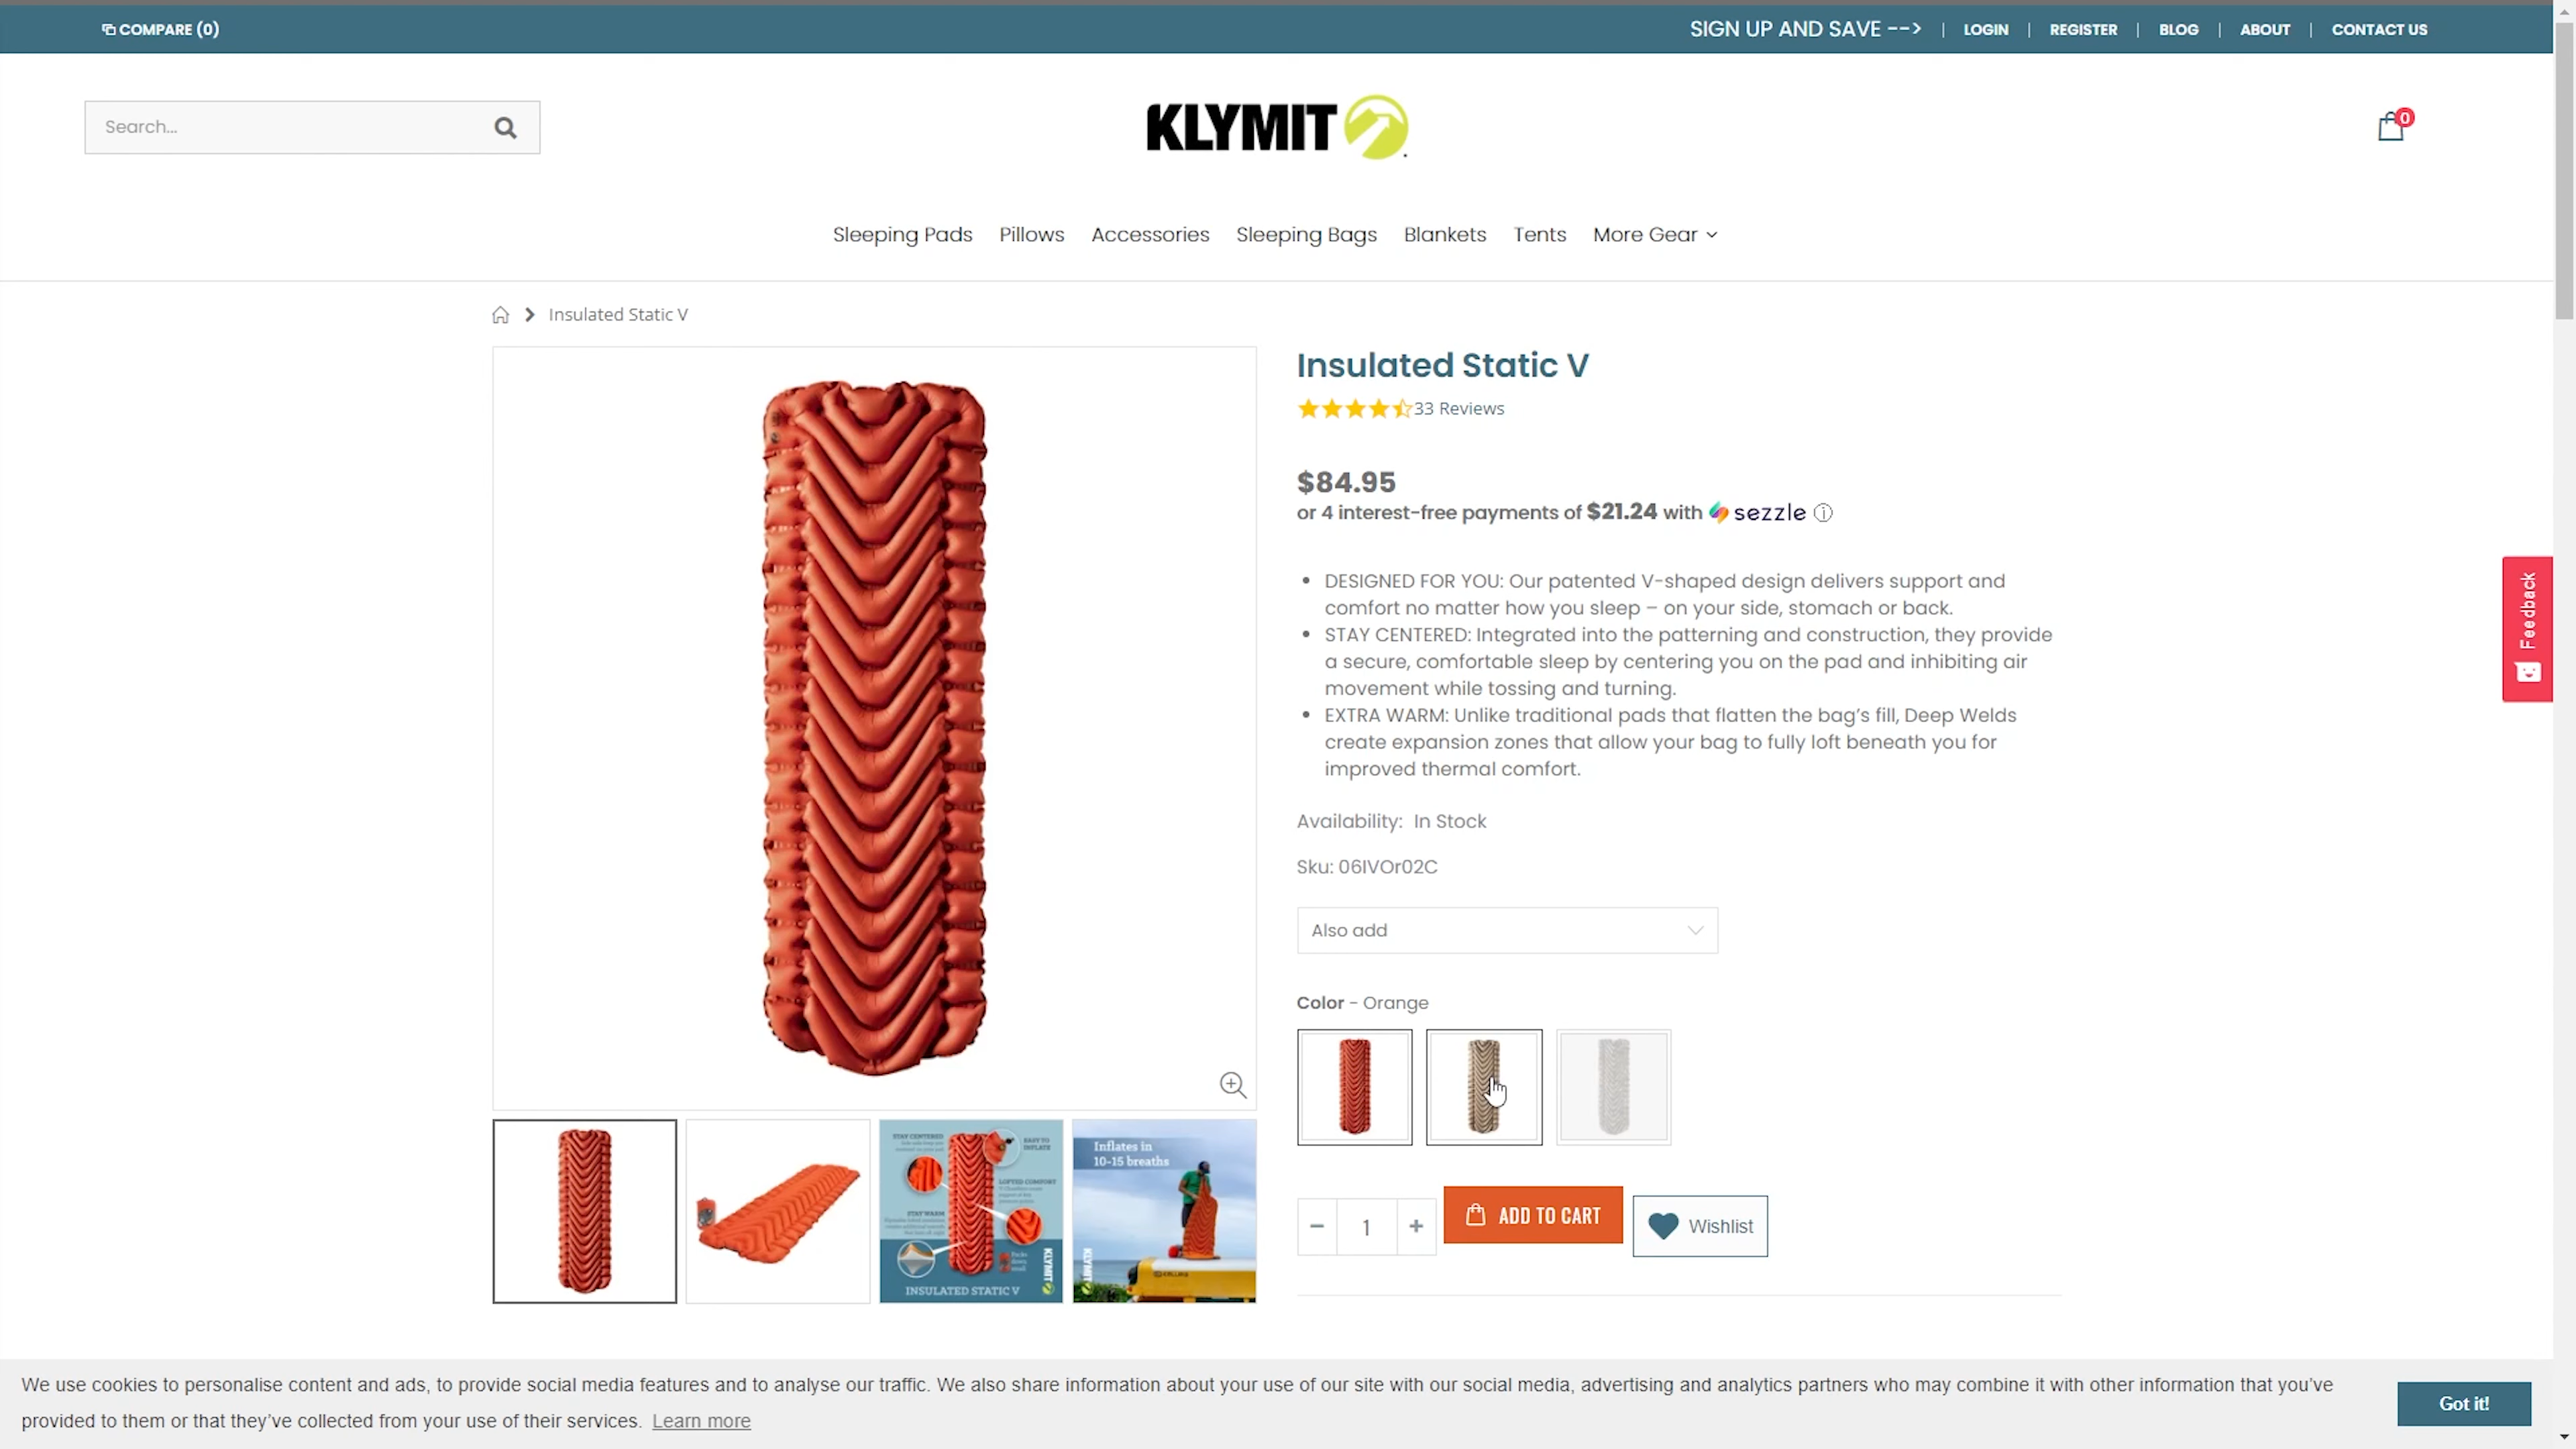 COMPARE (0)
SIGN UP AND SAVE -->
LOGIN
REGISTER
BLOG
ABOUT
CONTACT US
Search...
KLYMIT
0
Sleeping Pads
Pillows
Accessories
Sleeping Bags
Blankets
Tents
More Gear
Insulated Static V
Insulated Static V
33 Reviews
$84.95
or 4 interest-free payments of $21.24 with sezzle
DESIGNED FOR YOU: Our patented V-shaped design delivers support and
comfort no matter how you sleep – on your side, stomach or back.
STAY CENTERED: Integrated into the patterning and construction, they provide
a secure, comfortable sleep by centering you on the pad and inhibiting air
movement while tossing and turning.
EXTRA WARM: Unlike traditional pads that flatten the bag's fill, Deep Welds
create expansion zones that allow your bag to fully loft beneath you for
improved thermal comfort.
Feedback
Availability: In Stock
Sku: 06IVOr02C
Also add
Color - Orange
STAY CENTERED
EASY TO
INFLATE
LOFTED COMFORT
STAY WARM
KLYMIT
INSULATED STATIC V
Inflates in
10-15 breaths
KLYMIT
1
ADD TO CART
Wishlist
We use cookies to personalise content and ads, to provide social media features and to analyse our traffic. We also share information about your use of our site with our social media, advertising and analytics partners who may combine it with other information that you've
provided to them or that they've collected from your use of their services. Learn more
Got it!